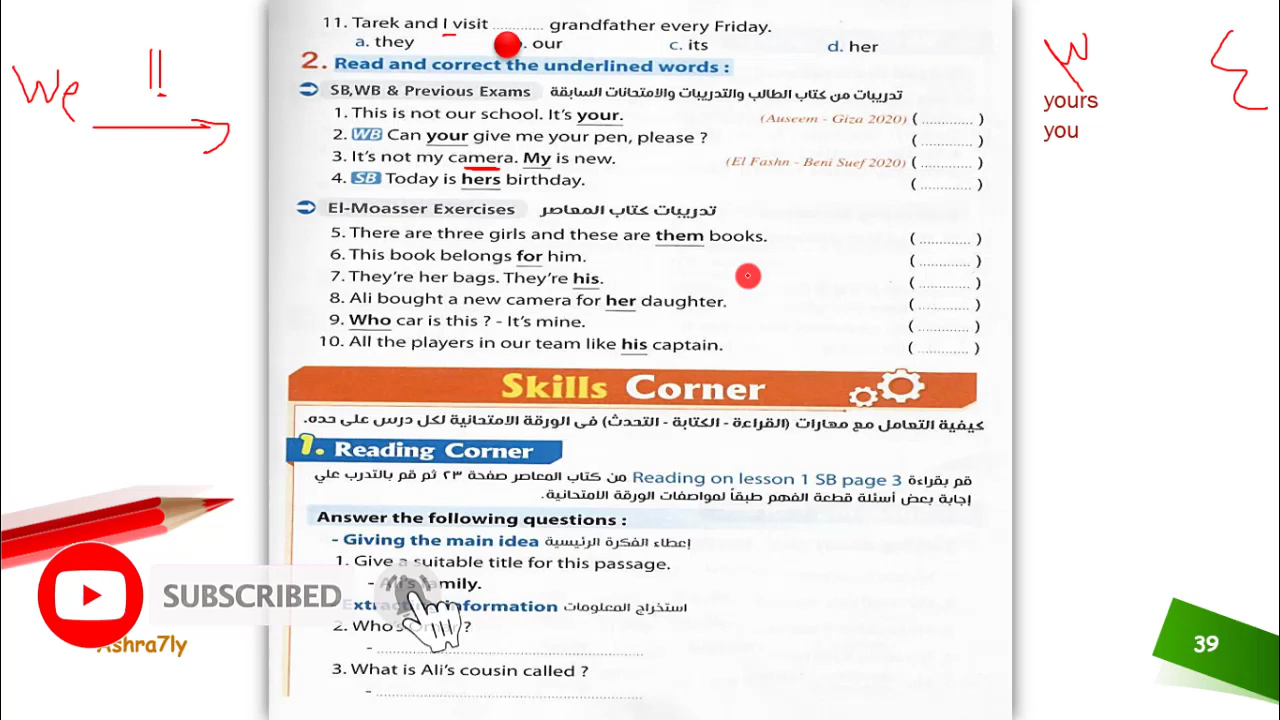 11. Tarek and I visit ........... grandfather every Friday.
a. they b. our c. its d. her
2. Read and correct the underlined words :
SB,WB & Previous Exams تدريبات من كتاب الطالب والتدريبات والامتحانات السابقة
1. This is not our school. It's your. (Auseem - Giza 2020) (............)
2. WB Can your give me your pen, please ? (............)
3. It's not my camera. My is new. (El Fashn - Beni Suef 2020) (............)
4. SB Today is hers birthday. (............)
El-Moasser Exercises تدريبات كتاب المعاصر
5. There are three girls and these are them books. (............)
6. This book belongs for him. (............)
7. They're her bags. They're his. (............)
8. Ali bought a new camera for her daughter. (............)
9. Who car is this ? - It's mine. (............)
10. All the players in our team like his captain. (............)
Skills Corner
كيفية التعامل مع مهارات (القراءة - الكتابة - التحدث) فى الورقة الامتحانية لكل درس على حده.
1. Reading Corner
قم بقراءة Reading on lesson 1 SB page 3 من كتاب المعاصر صفحة ٢٣ ثم قم بالتدرب علي
إجابة بعض أسئلة قطعة الفهم طبقاً لمواصفات الورقة الامتحانية.
Answer the following questions :
- Giving the main idea إعطاء الفكرة الرئيسية
1. Give a suitable title for this passage.
- Ali's family.
Extracting information استخراج المعلومات
2. Who's ?
- ............
3. What is Ali's cousin called ?
- ............
We !!
yours
you
SUBSCRIBED
Ashra7ly
39